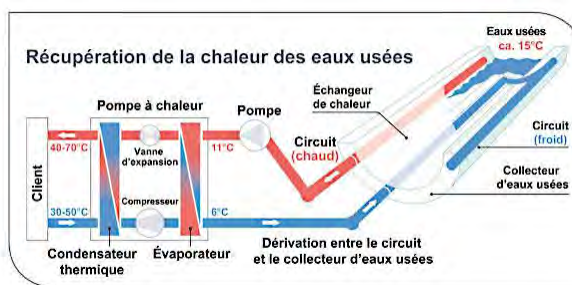 Récupération de la chaleur des eaux usées
Eaux usées
ca. 15°C
Échangeur
de chaleur
Pompe à chaleur
Pompe
Client
40-70°C
Vanne
d'expansion
11°C
Circuit
(chaud)
Circuit
(froid)
Collecteur
d'eaux usées
30-50°C
Compresseur
6°C
Condensateur
thermique
Évaporateur
Dérivation entre le circuit
et le collecteur d'eaux usées